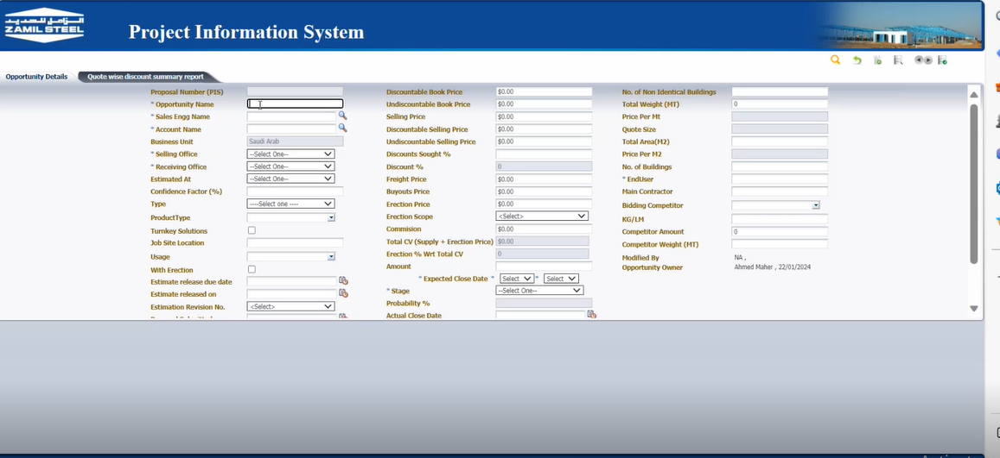 الزامل للحديد
ZAMIL STEEL
Project Information System
Opportunity Details
Quote wise discount summary report
Proposal Number (PIS)
* Opportunity Name
* Sales Engg Name
* Account Name
Business Unit Saudi Arab
* Selling Office --Select One--
* Receiving Office --Select One--
Estimated At --Select One--
Confidence Factor (%)
Type ----Select one ----
ProductType
Turnkey Solutions
Job Site Location
Usage
With Erection
Estimate release due date
Estimate released on
Estimation Revision No. <Select>
Discountable Book Price $0.00
Undiscountable Book Price $0.00
Selling Price $0.00
Discountable Selling Price $0.00
Undiscountable Selling Price $0.00
Discounts Sought %
Discount % 0
Freight Price $0.00
Buyouts Price $0.00
Erection Price $0.00
Erection Scope <Select>
Commision $0.00
Total CV (Supply + Erection Price) $0.00
Erection % Wrt Total CV 0
Amount
* Expected Close Date * Select * Select
* Stage --Select One--
Probability %
Actual Close Date
No. of Non Identical Buildings
Total Weight (MT) 0
Price Per Mt
Quote Size
Total Area(M2)
Price Per M2
No. of Buildings
* EndUser
Main Contractor
Bidding Competitor
KG/LM
Competitor Amount 0
Competitor Weight (MT)
Modified By NA ,
Opportunity Owner Ahmed Maher , 22/01/2024